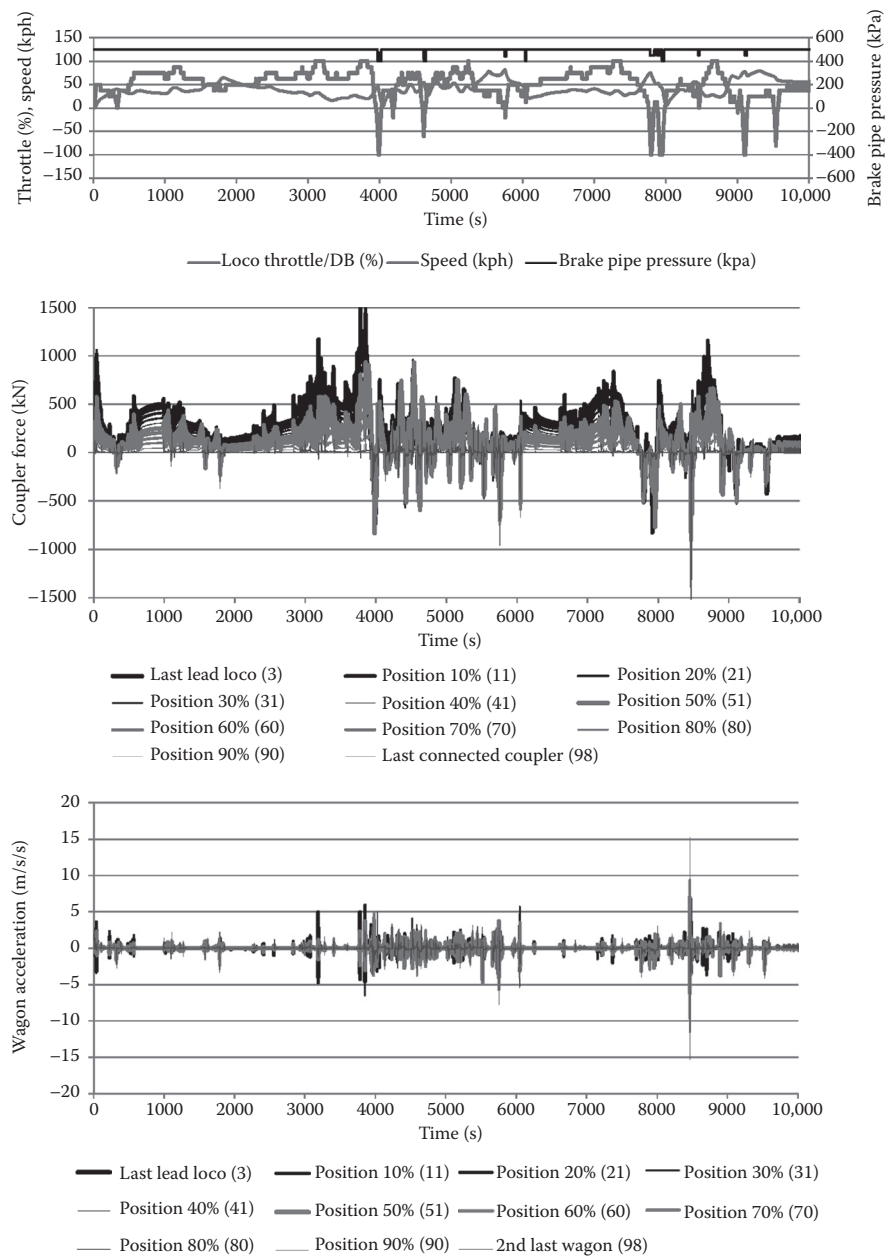 150
100
50
0
−50
−100
−150
Throttle (%), speed (kph)
600
400
200
0
−200
−400
−600
Brake pipe pressure (kPa)
0 1000 2000 3000 4000 5000 6000 7000 8000 9000 10,000
Time (s)
Loco throttle/DB (%) Speed (kph) Brake pipe pressure (kpa)
1500
1000
500
0
−500
−1000
−1500
Coupler force (kN)
0 1000 2000 3000 4000 5000 6000 7000 8000 9000 10,000
Time (s)
Last lead loco (3) Position 10% (11) Position 20% (21)
Position 30% (31) Position 40% (41) Position 50% (51)
Position 60% (60) Position 70% (70) Position 80% (80)
Position 90% (90) Last connected coupler (98)
20
15
10
5
0
−5
−10
−15
−20
Wagon acceleration (m/s/s)
0 1000 2000 3000 4000 5000 6000 7000 8000 9000 10,000
Time (s)
Last lead loco (3) Position 10% (11) Position 20% (21) Position 30% (31)
Position 40% (41) Position 50% (51) Position 60% (60) Position 70% (70)
Position 80% (80) Position 90% (90) 2nd last wagon (98)